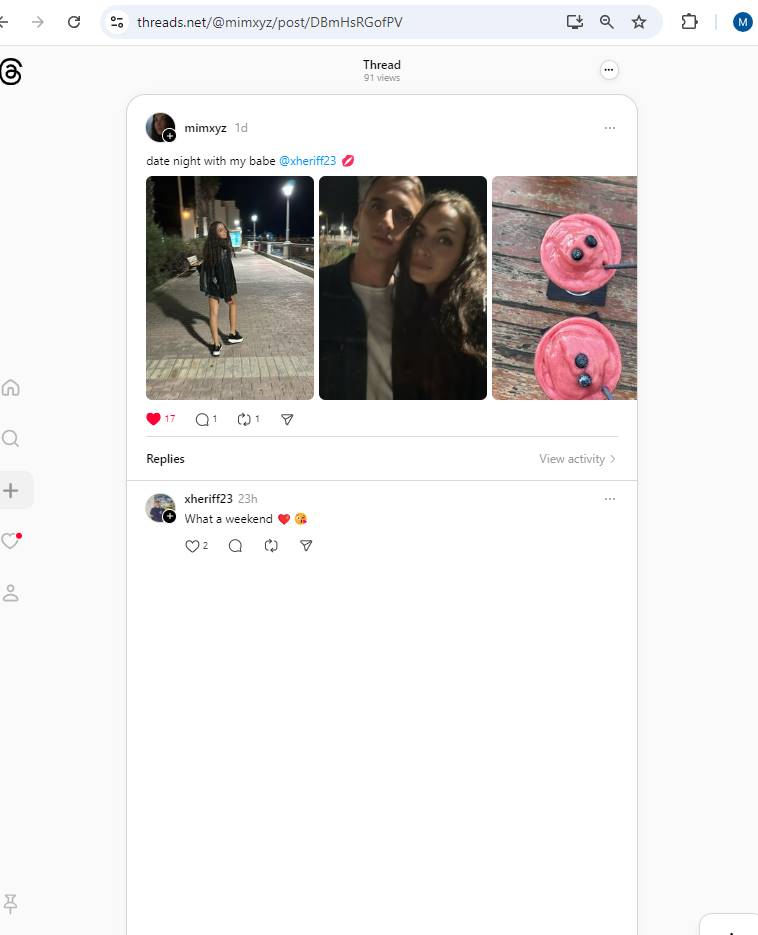 threads.net/@mimxyz/post/DBmHsRGofPV
M
Thread
91 views
mimxyz 1d
date night with my babe @xheriff23 💋
17 1 1
Replies
View activity
xheriff23 23h
What a weekend ❤️ 😘
2